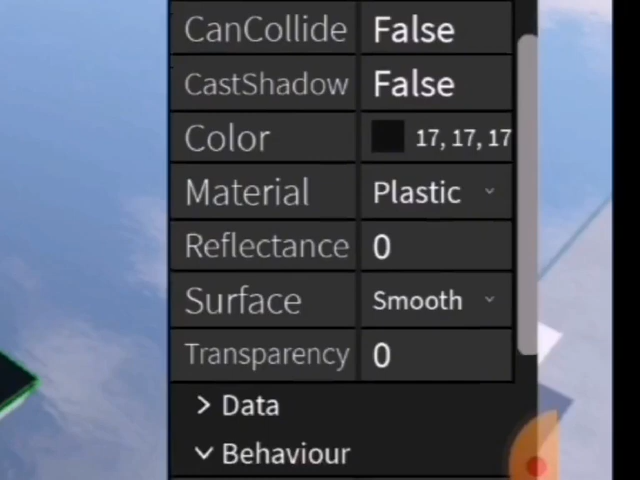 CanCollide False
CastShadow False
Color 17, 17, 17
Material Plastic
Reflectance 0
Surface Smooth
Transparency 0
Data
Behaviour